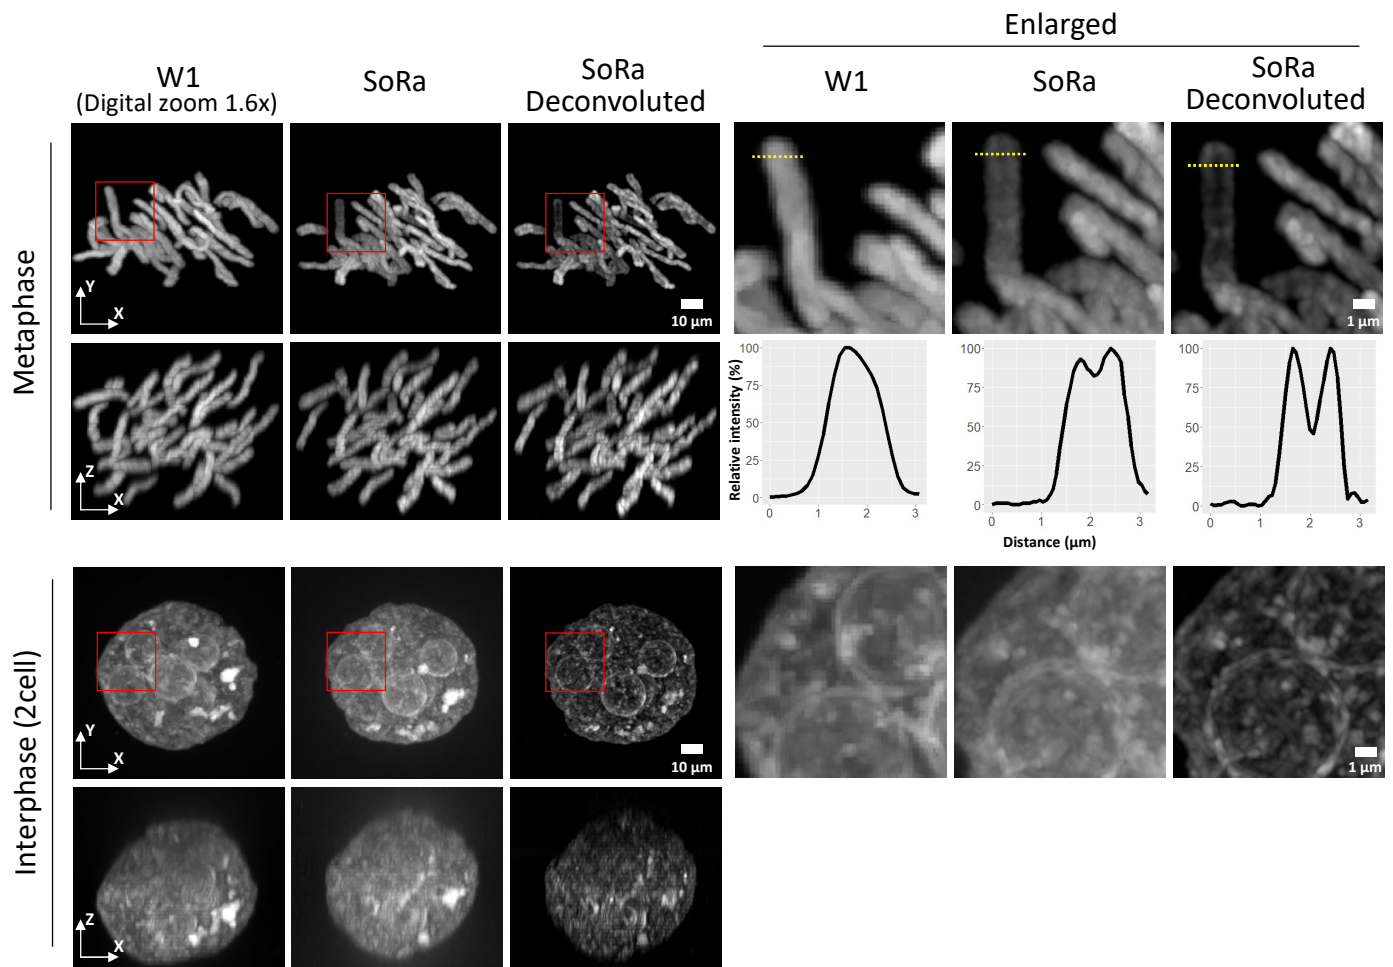 Enlarged
W1
(Digital zoom 1.6x)
SoRa
SoRa
Deconvoluted
W1
SoRa
SoRa
Deconvoluted
Metaphase
Y
X
10 μm
1 μm
Z
X
Relative intensity (%)
100
75
50
25
0
0 1 2 3
100
75
50
25
0
0 1 2 3
Distance (μm)
100
75
50
25
0
0 1 2 3
Interphase (2cell)
Y
X
10 μm
1 μm
Z
X